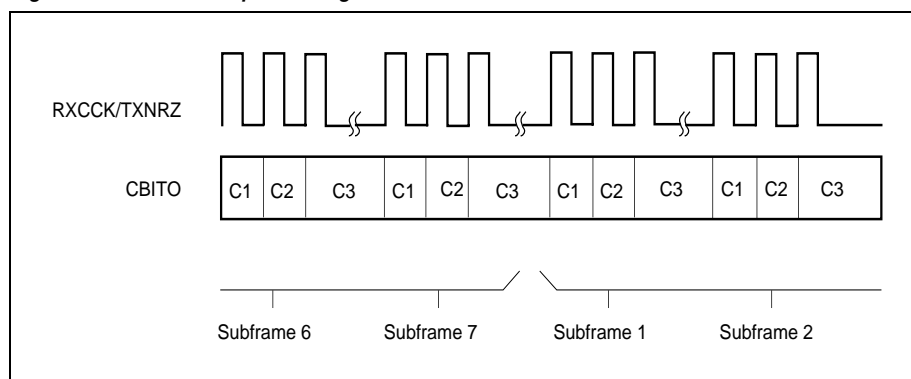 RXCCK/TXNRZ
CBITO
C1 C2 C3 C1 C2 C3 C1 C2 C3 C1 C2 C3
Subframe 6 Subframe 7 Subframe 1 Subframe 2